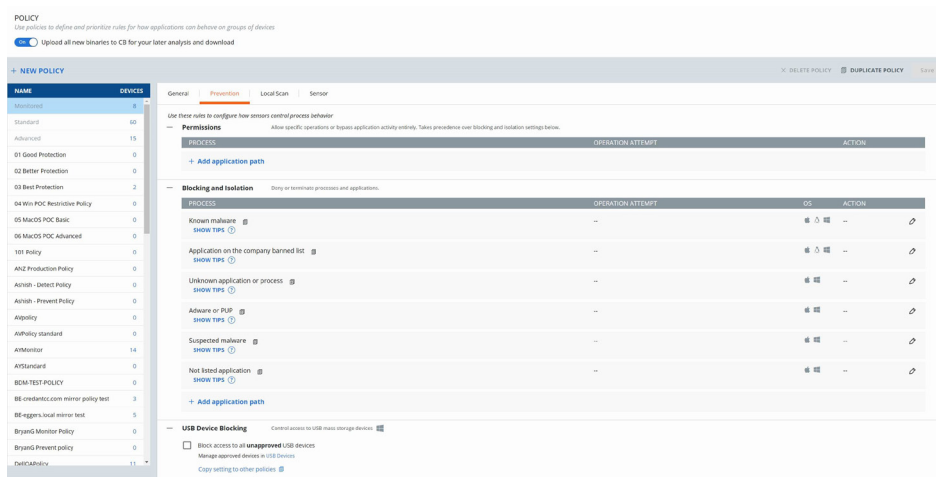 POLICY
Use policies to define and prioritize rules for how applications can behave on groups of devices
On Upload all new binaries to CB for your later analysis and download
+ NEW POLICY
DELETE POLICY DUPLICATE POLICY Save
NAME DEVICES
Monitored 8
Standard 60
Advanced 15
01 Good Protection 0
02 Better Protection 0
03 Best Protection 2
04 Win POC Restrictive Policy 0
05 MacOS POC Basic 0
06 MacOS POC Advanced 0
101 Policy 0
ANZ Production Policy 0
Ashish - Detect Policy 0
Ashish - Prevent Policy 0
AVpolicy 0
AVPolicy standard 0
AYMonitor 14
AYStandard 0
BDM-TEST-POLICY 0
BE-credantcc.com mirror policy test 3
BE-eggers.local mirror test 5
BryanG Monitor Policy 0
BryanG Prevent policy 0
DellQAPolicy 11
General Prevention Local Scan Sensor
Use these rules to configure how sensors control process behavior
Permissions Allow specific operations or bypass application activity entirely. Takes precedence over blocking and isolation settings below.
PROCESS OPERATION ATTEMPT ACTION
+ Add application path
Blocking and Isolation Deny or terminate processes and applications.
PROCESS OPERATION ATTEMPT OS ACTION
Known malware -- --
SHOW TIPS ?
Application on the company banned list -- --
SHOW TIPS ?
Unknown application or process -- --
SHOW TIPS ?
Adware or PUP -- --
SHOW TIPS ?
Suspected malware -- --
SHOW TIPS ?
Not listed application -- --
SHOW TIPS ?
+ Add application path
USB Device Blocking Control access to USB mass storage devices
Block access to all unapproved USB devices
Manage approved devices in USB Devices
Copy setting to other policies